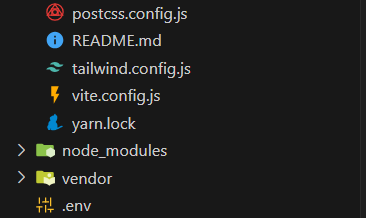 postcss.config.js
README.md
tailwind.config.js
vite.config.js
yarn.lock
node_modules
vendor
.env